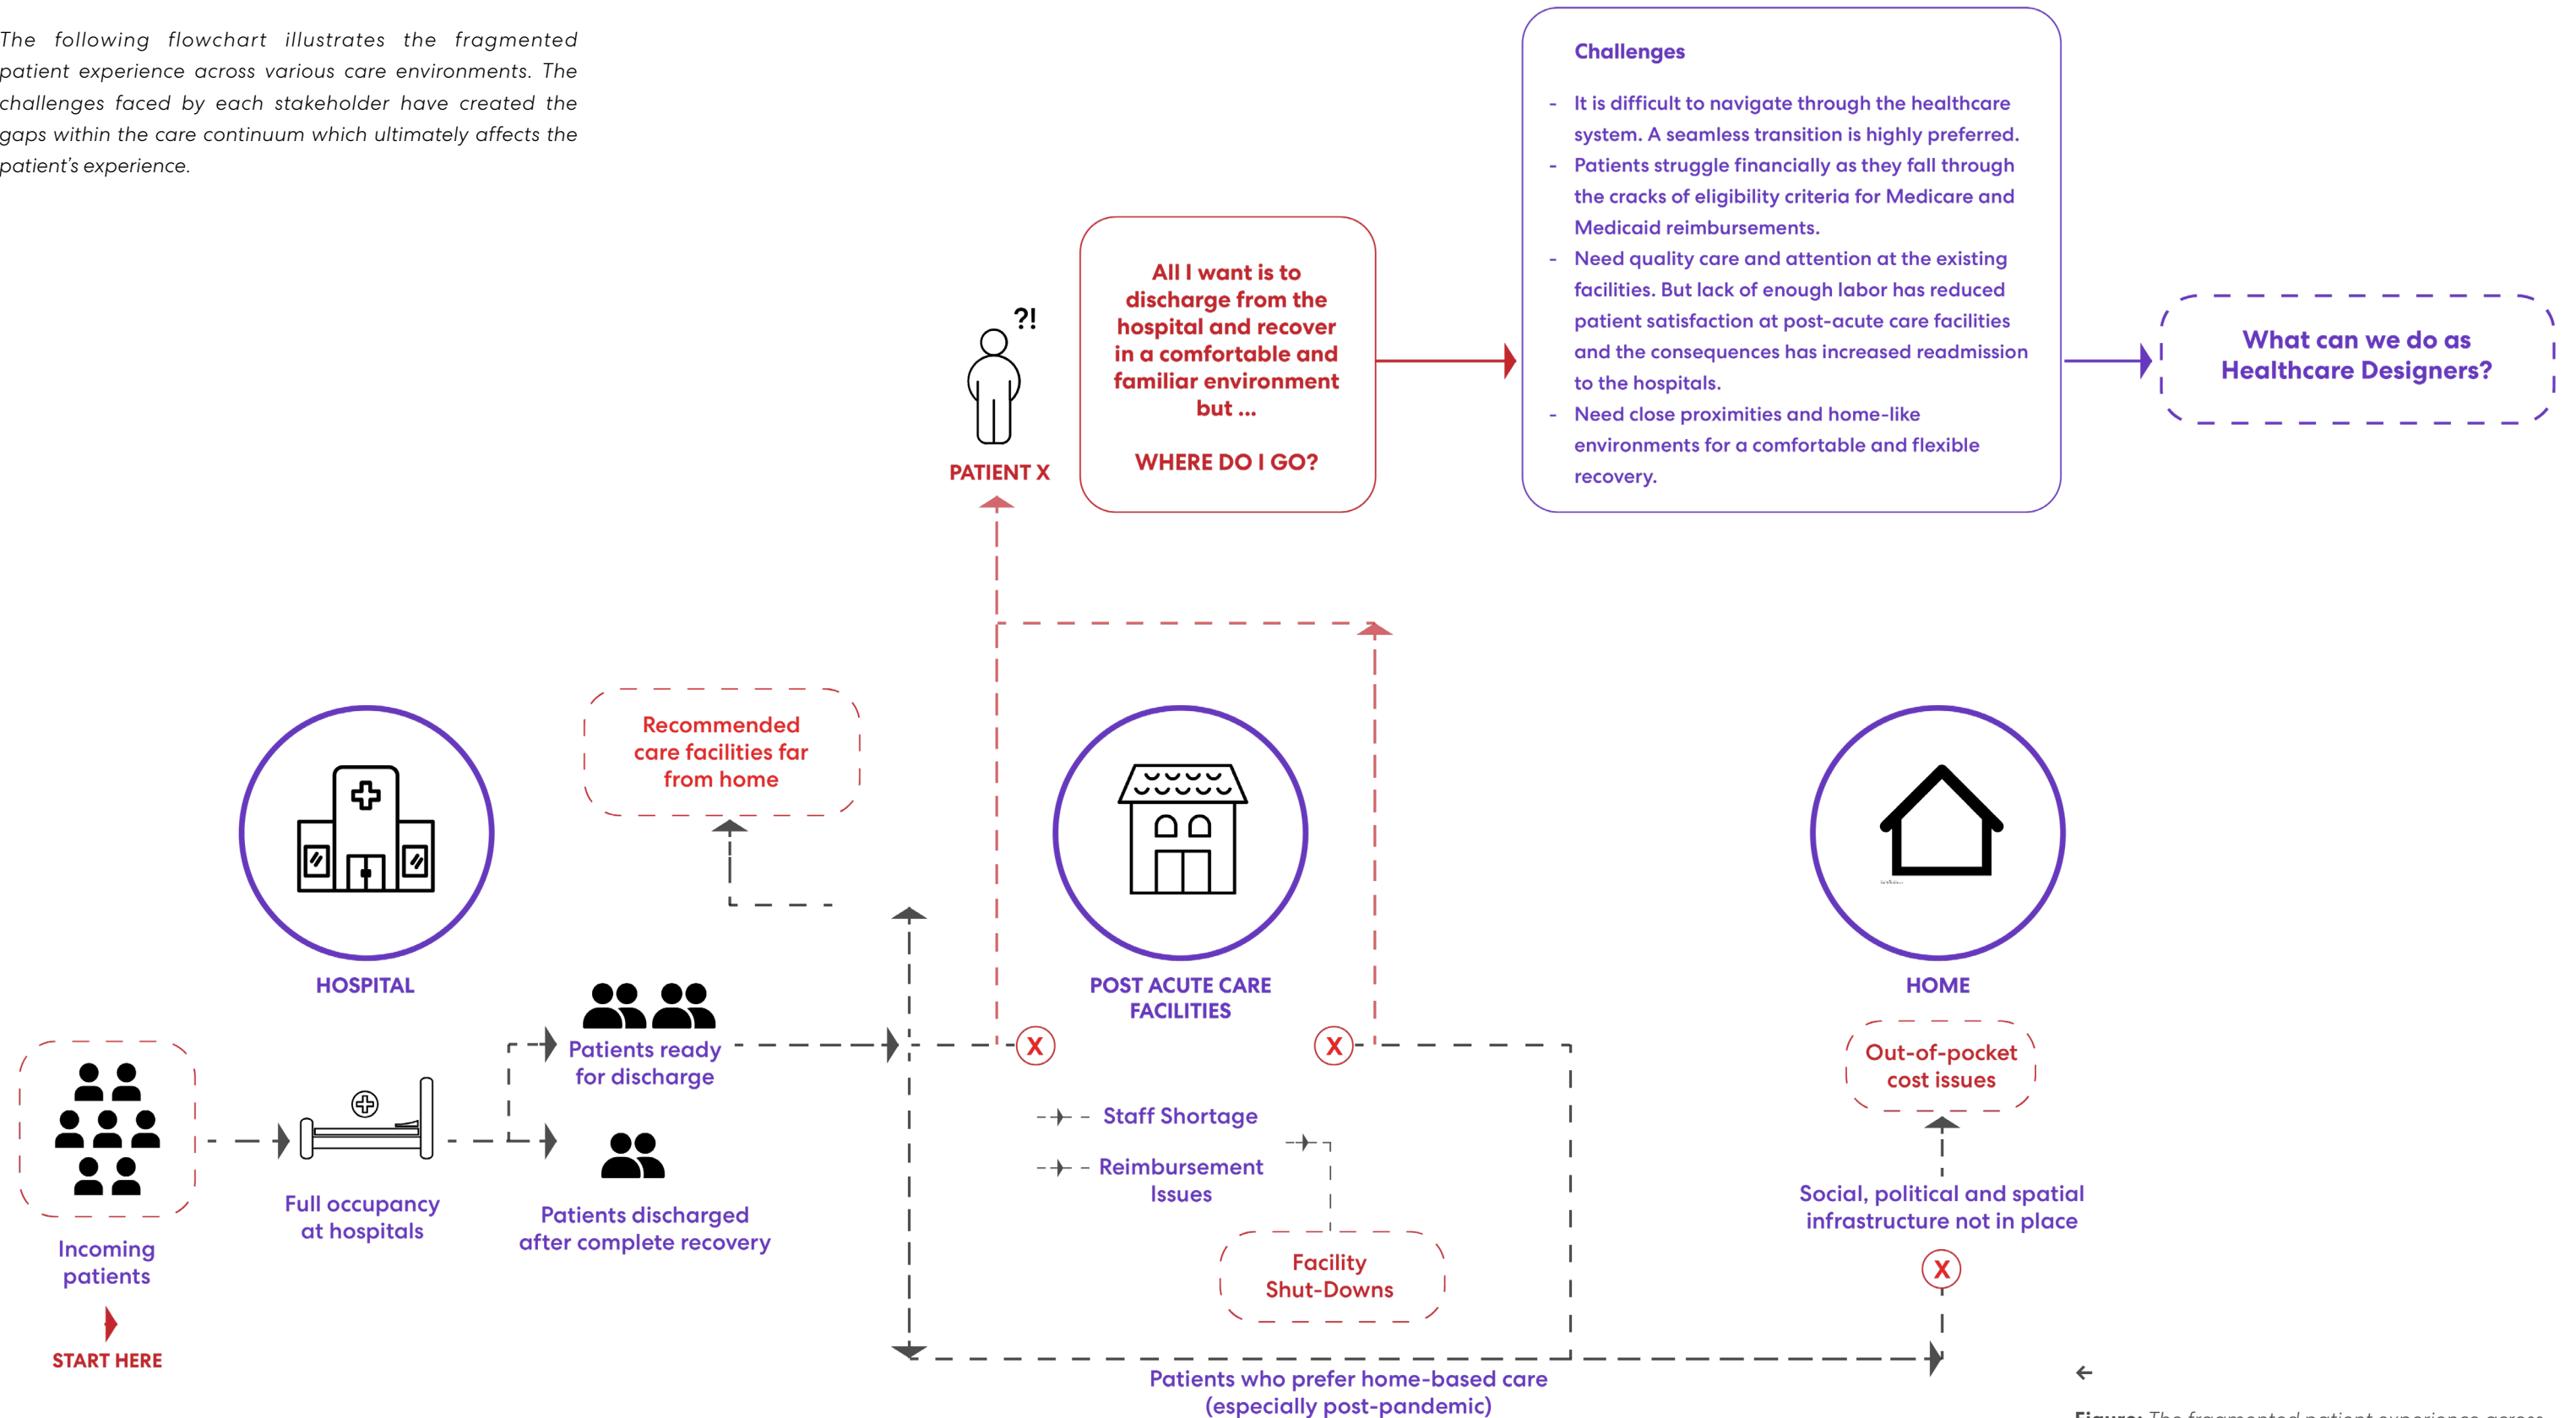 The following flowchart illustrates the fragmented
patient experience across various care environments. The
challenges faced by each stakeholder have created the
gaps within the care continuum which ultimately affects the
patient's experience.
Challenges
- It is difficult to navigate through the healthcare
system. A seamless transition is highly preferred.
- Patients struggle financially as they fall through
the cracks of eligibility criteria for Medicare and
Medicaid reimbursements.
- Need quality care and attention at the existing
facilities. But lack of enough labor has reduced
patient satisfaction at post-acute care facilities
and the consequences has increased readmission
to the hospitals.
- Need close proximities and home-like
environments for a comfortable and flexible
recovery.
All I want is to
discharge from the
hospital and recover
in a comfortable and
familiar environment
but ...
WHERE DO I GO?
?!
PATIENT X
What can we do as
Healthcare Designers?
Recommended
care facilities far
from home
HOSPITAL
POST ACUTE CARE
FACILITIES
HOME
Patients ready
for discharge
X
X
Out-of-pocket
cost issues
Staff Shortage
Reimbursement
Issues
Full occupancy
at hospitals
Patients discharged
after complete recovery
Social, political and spatial
infrastructure not in place
X
Incoming
patients
Facility
Shut-Downs
START HERE
Patients who prefer home-based care
(especially post-pandemic)
Figure: The fragmented patient experience across